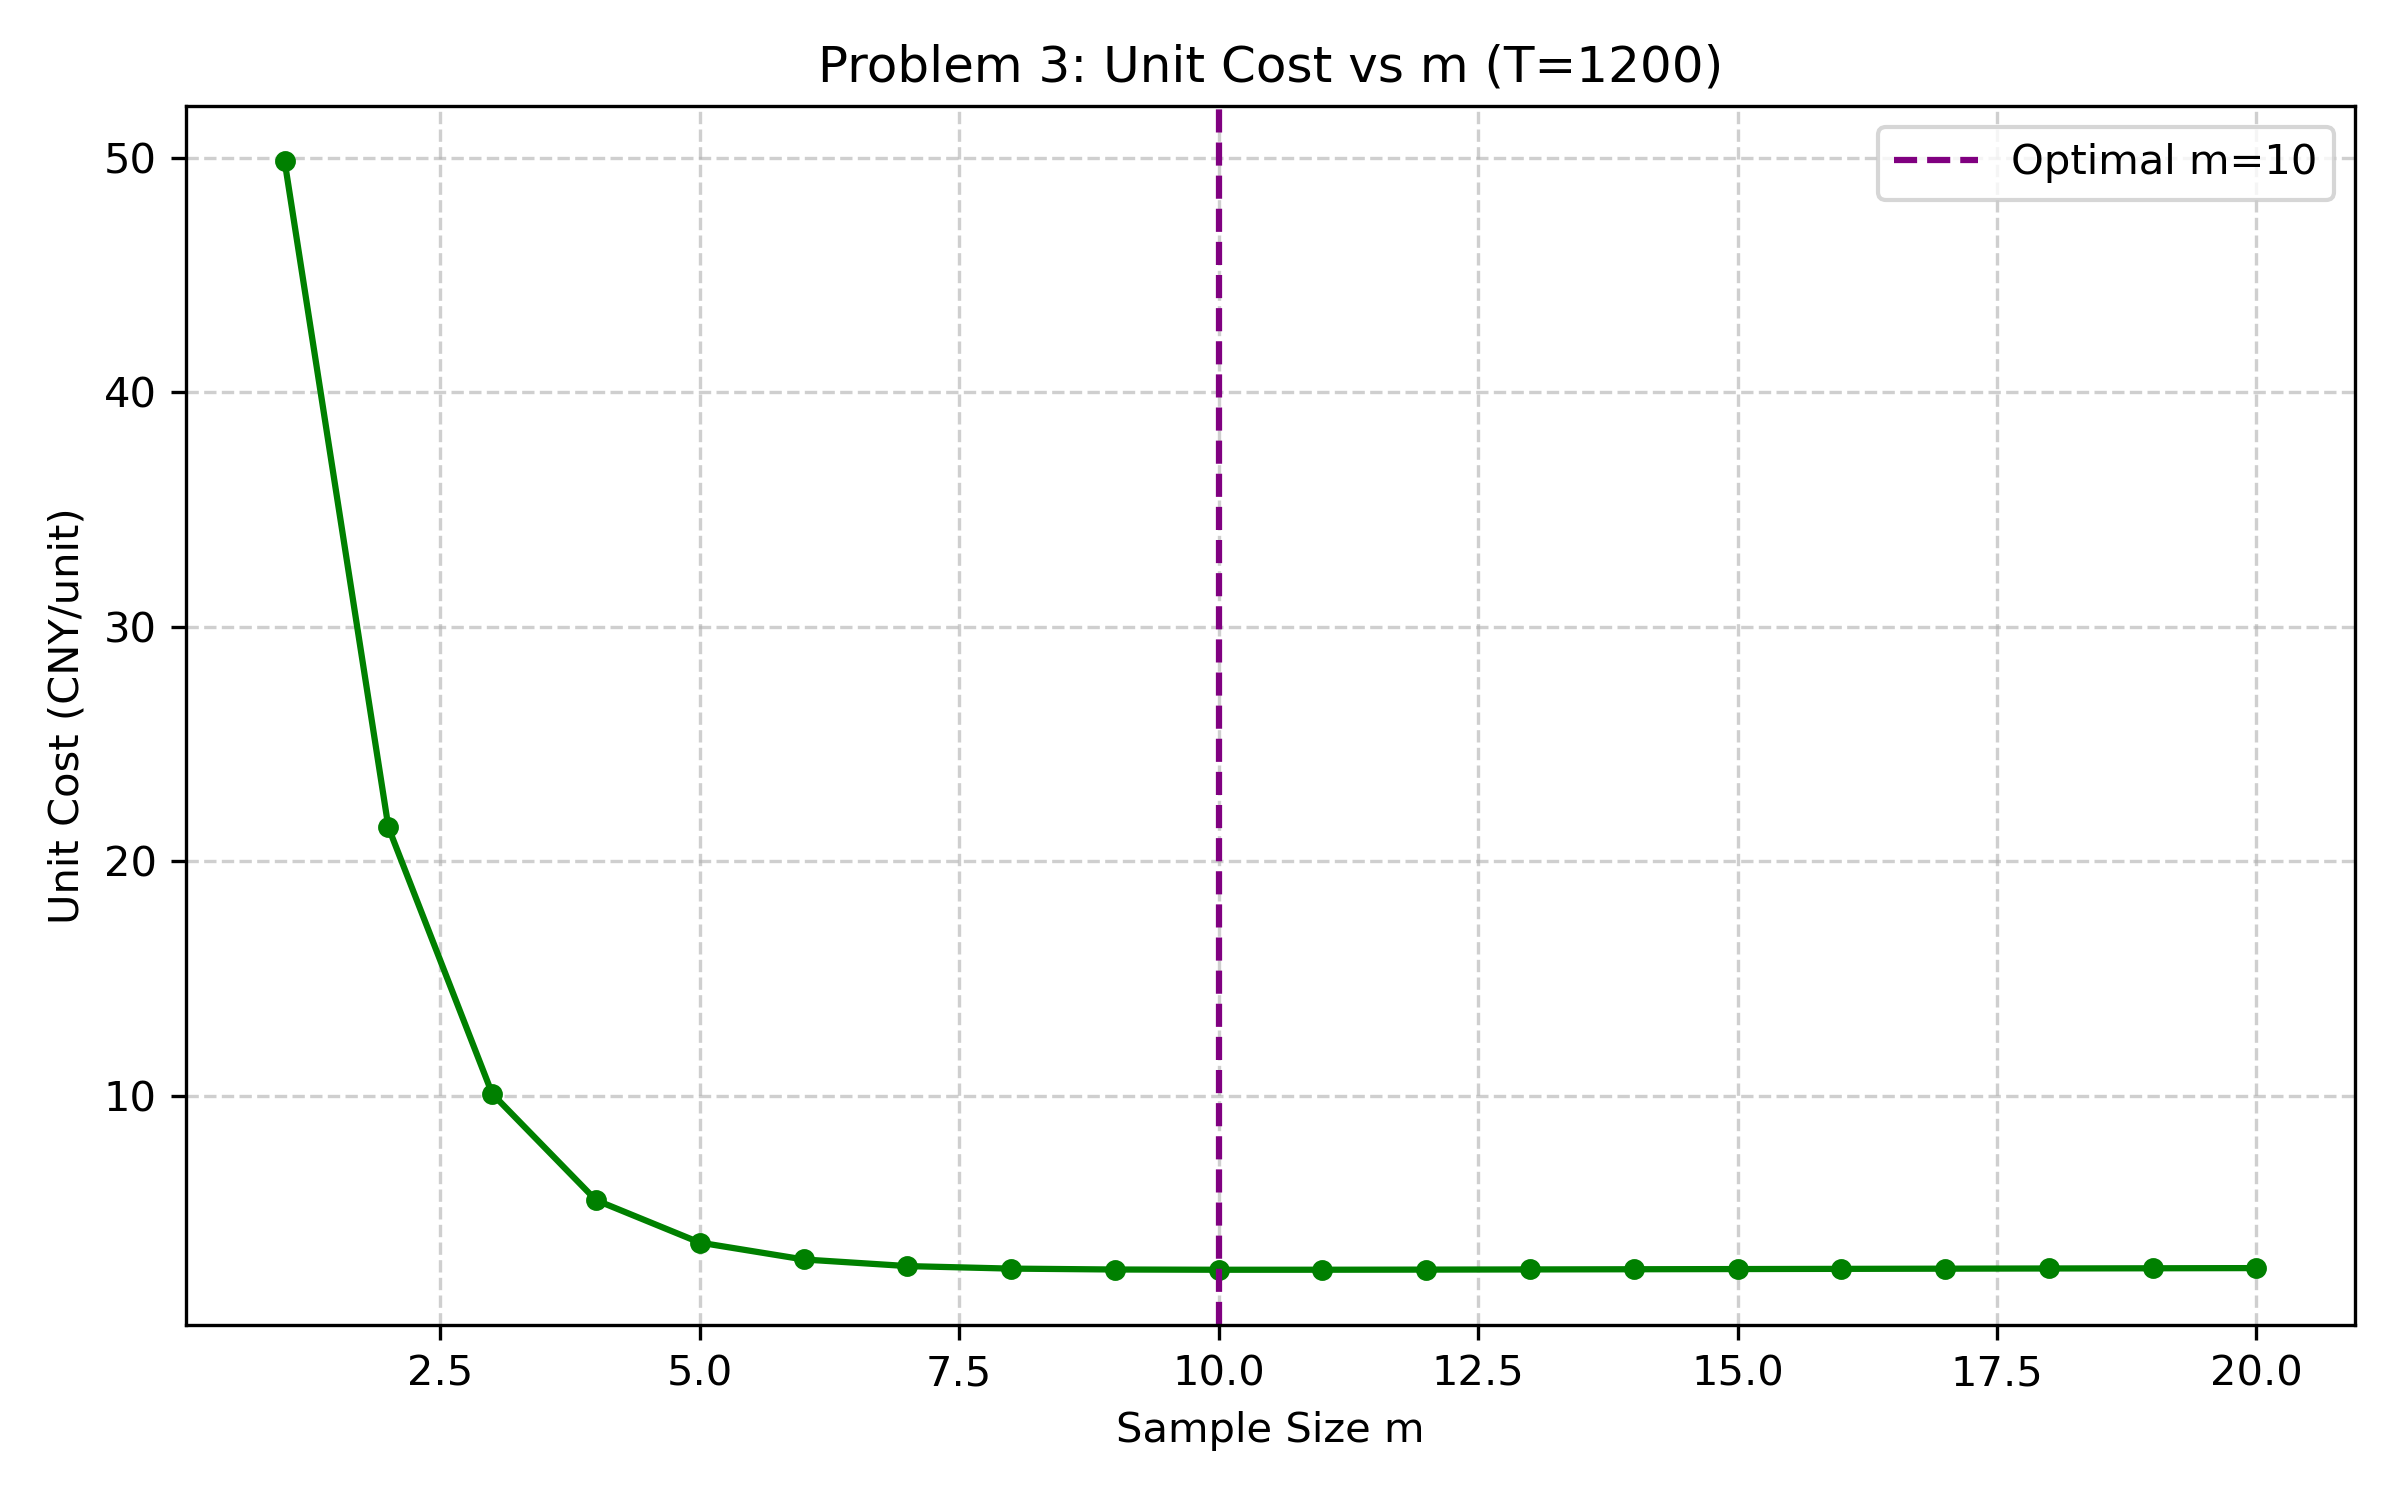 Problem 3: Unit Cost vs m (T=1200)
Optimal m=10
Unit Cost (CNY/unit)
50
40
30
20
10
2.5 5.0 7.5 10.0 12.5 15.0 17.5 20.0
Sample Size m